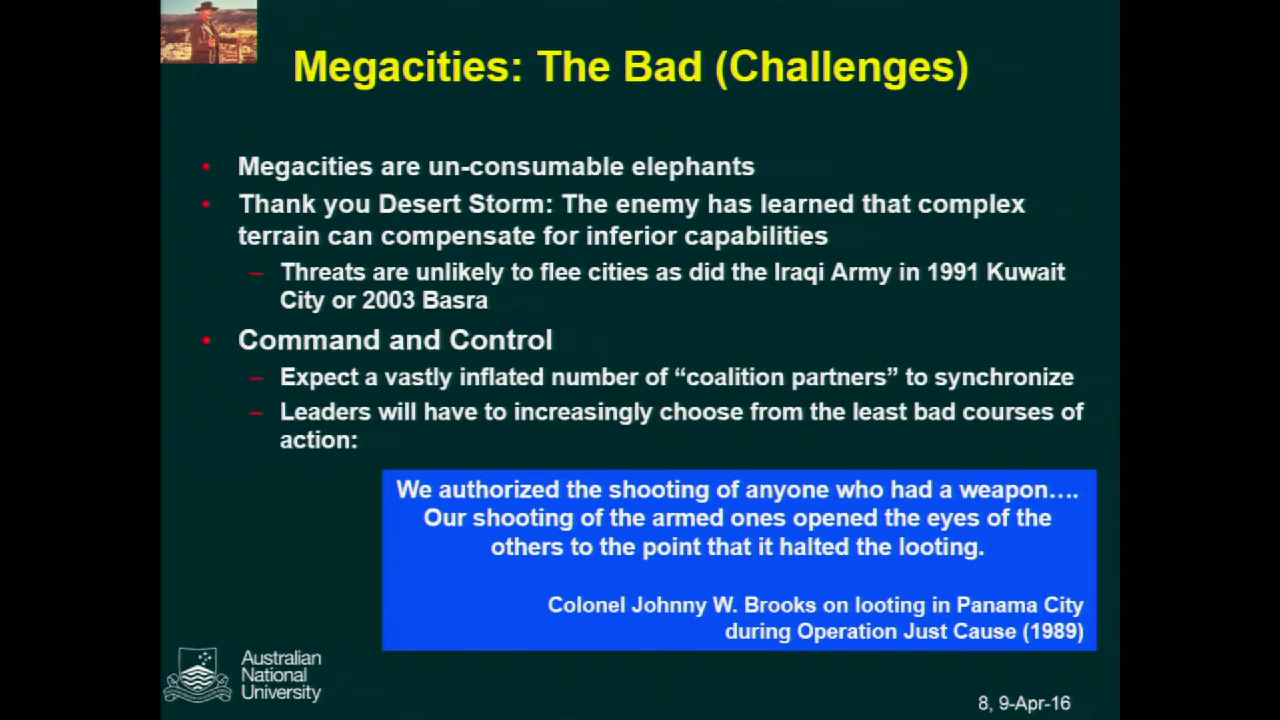 Megacities: The Bad (Challenges)
• Megacities are un-consumable elephants
• Thank you Desert Storm: The enemy has learned that complex
terrain can compensate for inferior capabilities
– Threats are unlikely to flee cities as did the Iraqi Army in 1991 Kuwait
City or 2003 Basra
• Command and Control
– Expect a vastly inflated number of “coalition partners” to synchronize
– Leaders will have to increasingly choose from the least bad courses of
action:
We authorized the shooting of anyone who had a weapon….
Our shooting of the armed ones opened the eyes of the
others to the point that it halted the looting.
Colonel Johnny W. Brooks on looting in Panama City
during Operation Just Cause (1989)
Australian
National
University
8, 9-Apr-16